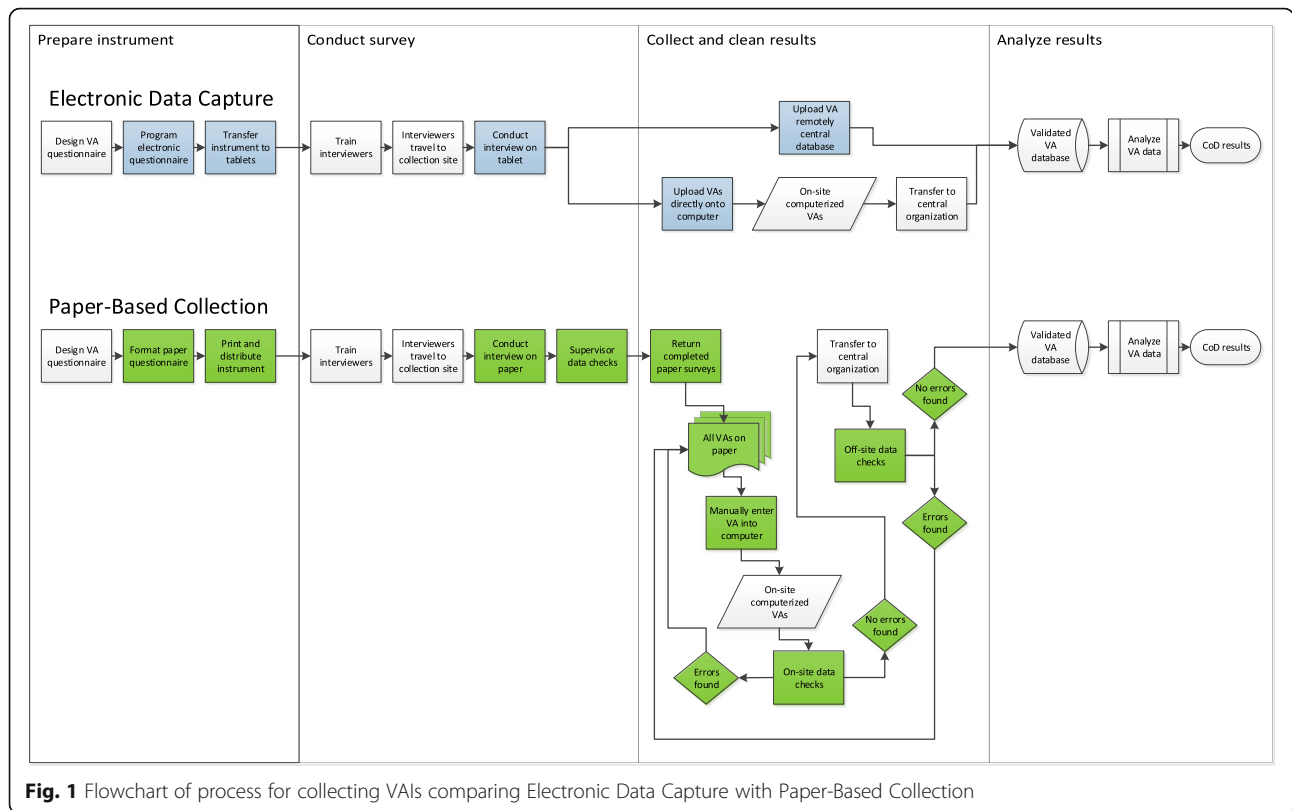 Prepare instrument
Conduct survey
Collect and clean results
Analyze results
Electronic Data Capture
Design VA
questionnaire
Program
electronic
questionnaire
Transfer
instrument to
tablets
Train
interviewers
Interviewers
travel to
collection site
Conduct
interview on
tablet
Upload VA
remotely
central
database
Upload VAs
directly onto
computer
On-site
computerized
VAs
Transfer to
central
organization
Validated
VA
database
Analyze
VA data
CoD results
Paper-Based Collection
Design VA
questionnaire
Format paper
questionnaire
Print and
distribute
instrument
Train
interviewers
Interviewers
travel to
collection site
Conduct
interview on
paper
Supervisor
data checks
Return
completed
paper surveys
All VAs on
paper
Manually enter
VA into
computer
On-site
computerized
VAs
On-site data
checks
Errors
found
No errors
found
Transfer to
central
organization
Off-site data
checks
No errors
found
Errors
found
Validated
VA
database
Analyze
VA data
CoD results
Fig. 1 Flowchart of process for collecting VAIs comparing Electronic Data Capture with Paper-Based Collection